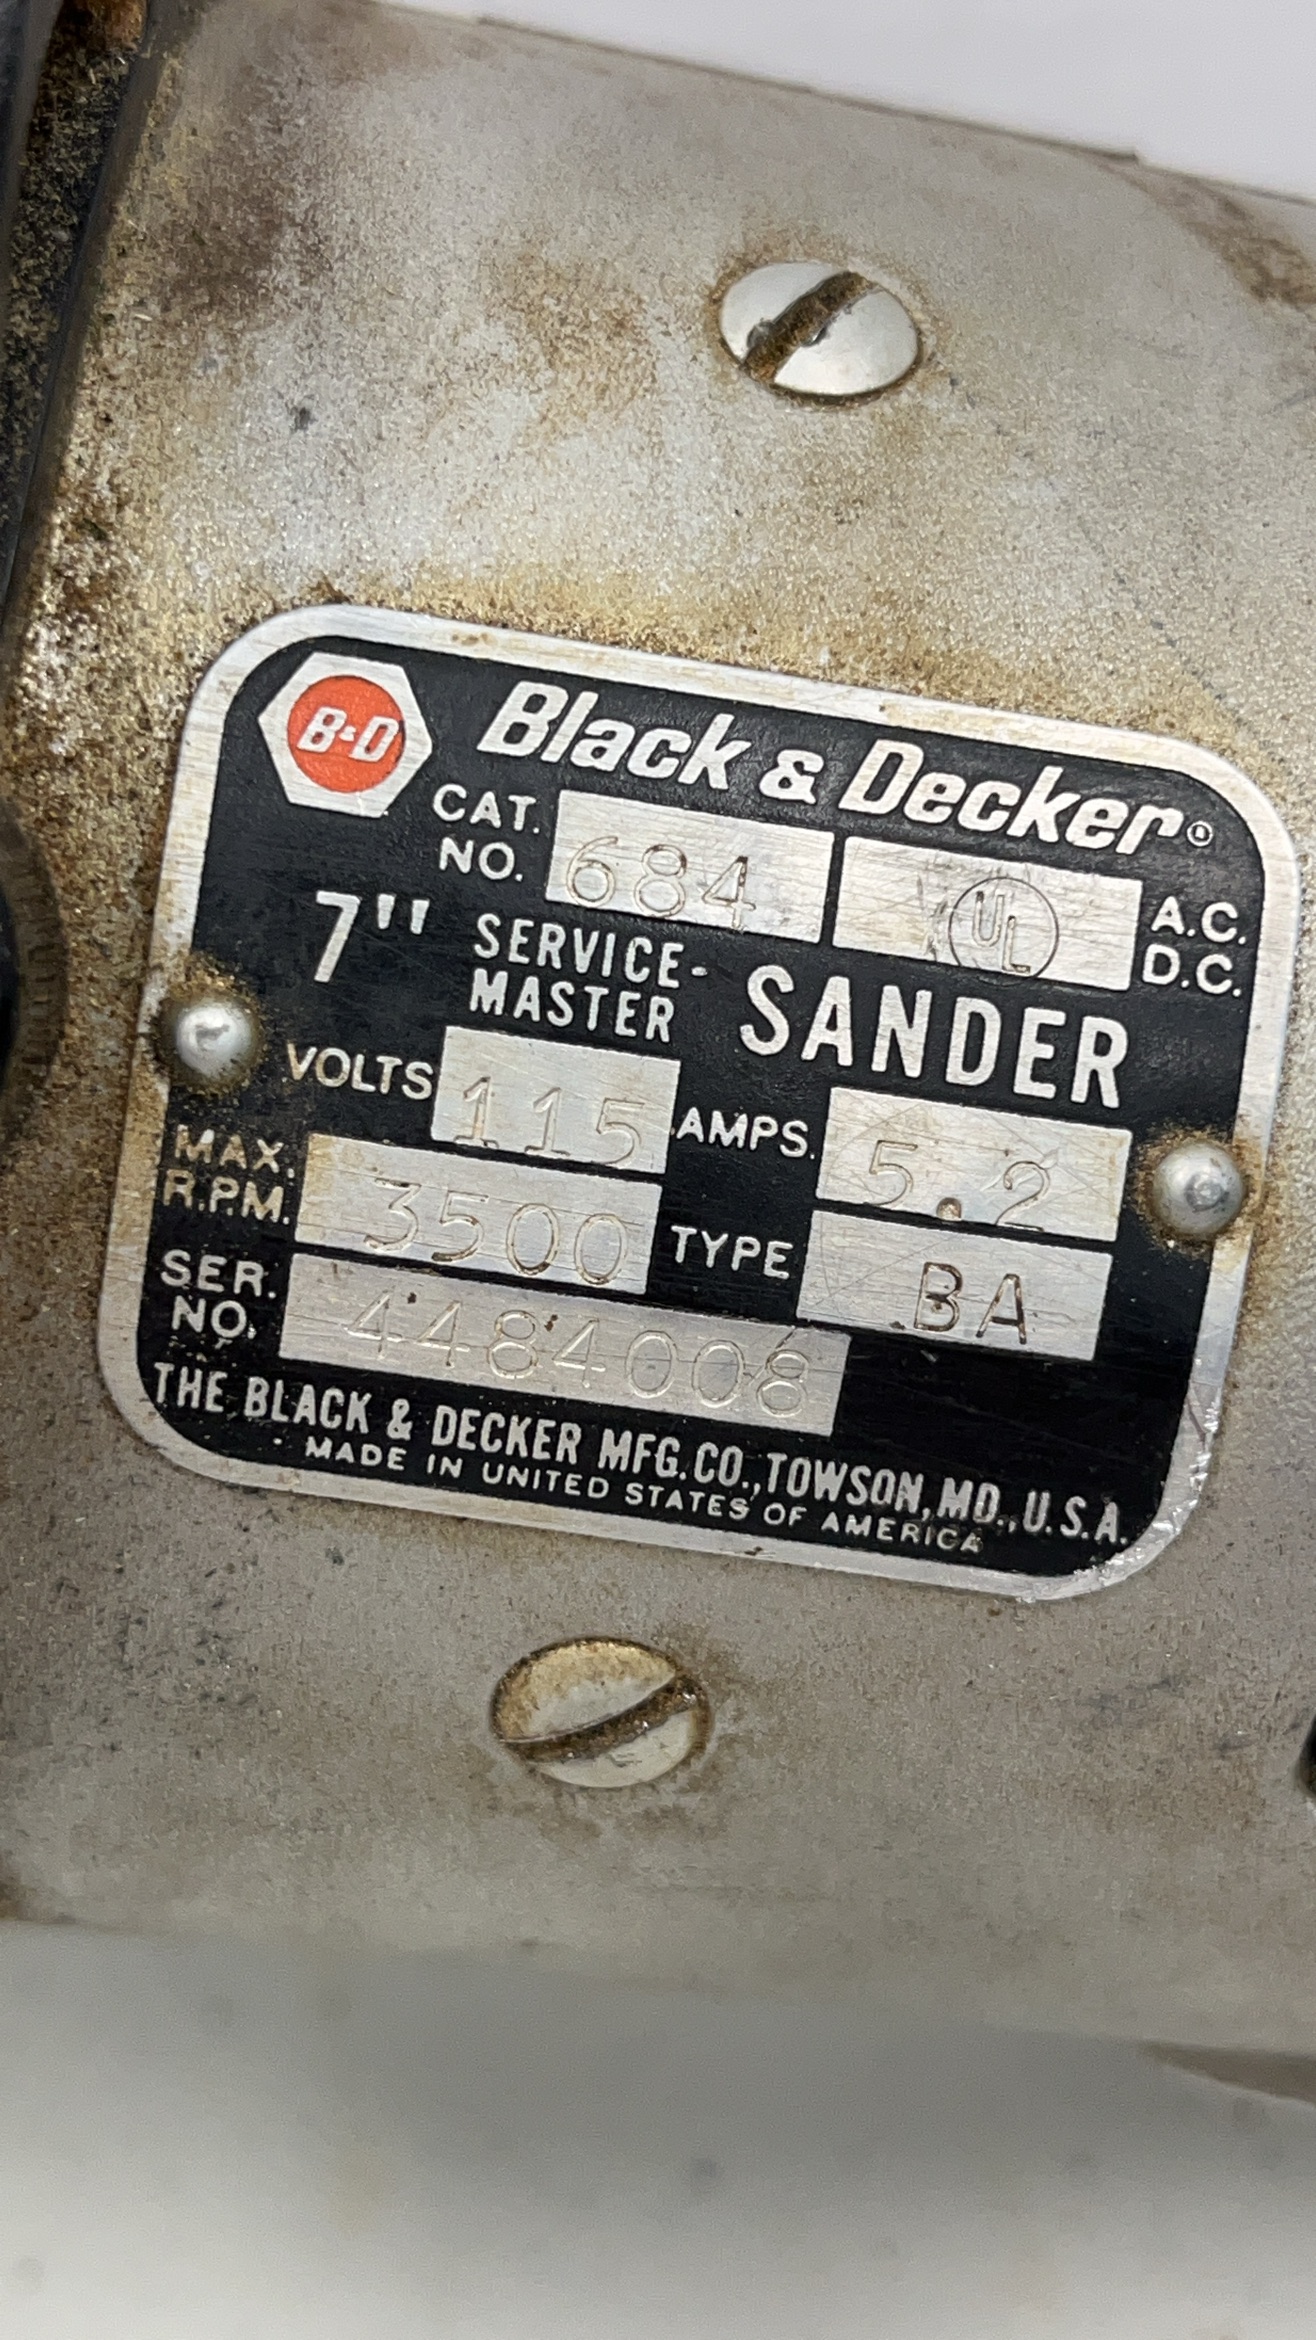 B&D Black & Decker®
CAT. NO. 684 UL A.C. D.C.
7" SERVICE-MASTER SANDER
VOLTS 115 AMPS. 5.2
MAX. R.P.M. 3500 TYPE BA
SER. NO. 4484008
THE BLACK & DECKER MFG. CO., TOWSON, MD., U.S.A.
MADE IN UNITED STATES OF AMERICA